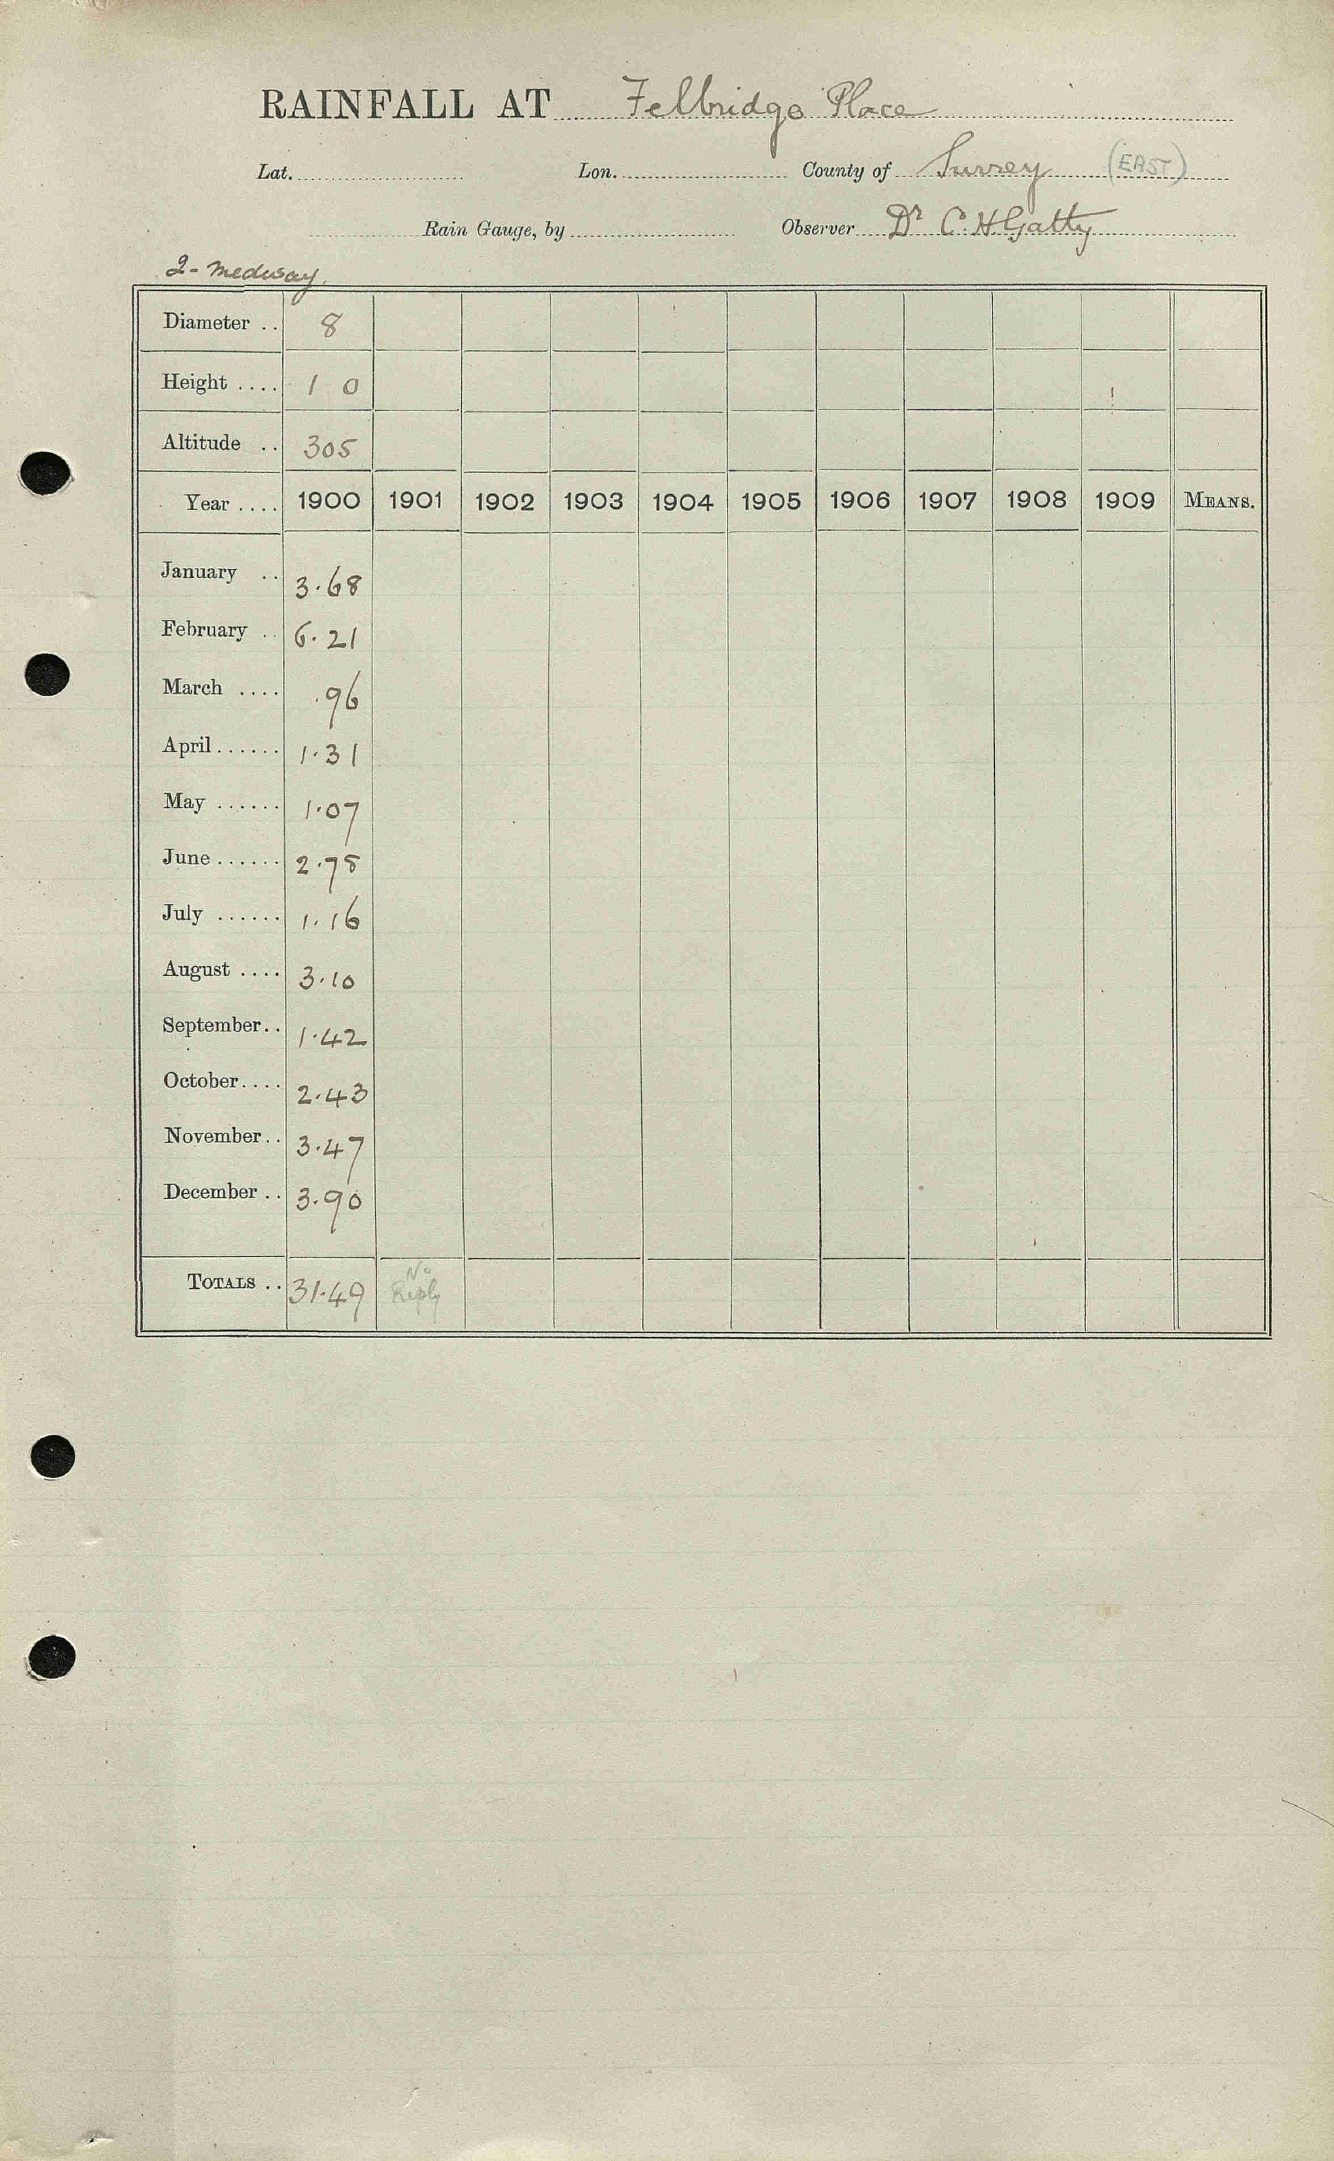 RAINFALL AT Felbridge Place
Lat. Lon. County of Surrey (EAST)
Rain Gauge, by Observer Dr C. H Gatty
2- Medway.
Diameter .. 8
Height .... 1 0
Altitude .. 305
Year .... 1900 1901 1902 1903 1904 1905 1906 1907 1908 1909 MEANS.
January .. 3.68
February .. 6.21
March .... .96
April ...... 1.31
May ...... 1.07
June ...... 2.78
July ...... 1.16
August .... 3.10
September .. 1.42
October .... 2.43
November .. 3.47
December .. 3.90
TOTALS .. 31.49 No Reply